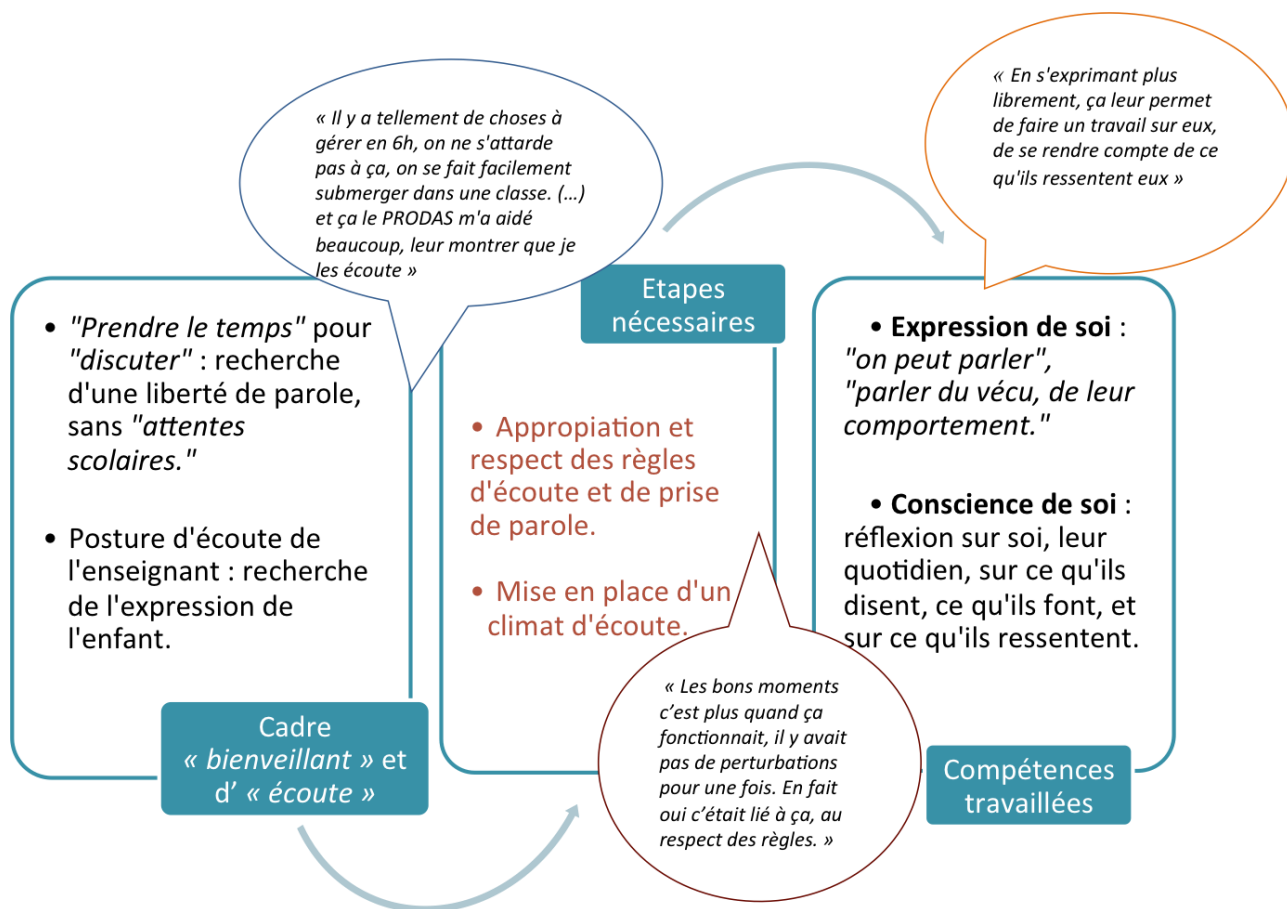 « Il y a tellement de choses à
gérer en 6h, on ne s'attarde
pas à ça, on se fait facilement
submerger dans une classe. (...)
et ça le PRODAS m'a aidé
beaucoup, leur montrer que je
les écoute »
• "Prendre le temps" pour
"discuter" : recherche
d'une liberté de parole,
sans "attentes
scolaires."
• Posture d'écoute de
l'enseignant : recherche
de l'expression de
l'enfant.
Cadre
« bienveillant » et
d’ « écoute »
Etapes
nécessaires
• Appropiation et
respect des règles
d'écoute et de prise
de parole.
• Mise en place d'un
climat d'écoute.
« Les bons moments
c’est plus quand ça
fonctionnait, il y avait
pas de perturbations
pour une fois. En fait
oui c’était lié à ça, au
respect des règles. »
« En s'exprimant plus
librement, ça leur permet
de faire un travail sur eux,
de se rendre compte de ce
qu'ils ressentent eux »
• Expression de soi :
"on peut parler",
"parler du vécu, de leur
comportement."
• Conscience de soi :
réflexion sur soi, leur
quotidien, sur ce qu'ils
disent, ce qu'ils font, et
sur ce qu'ils ressentent.
Compétences
travaillées